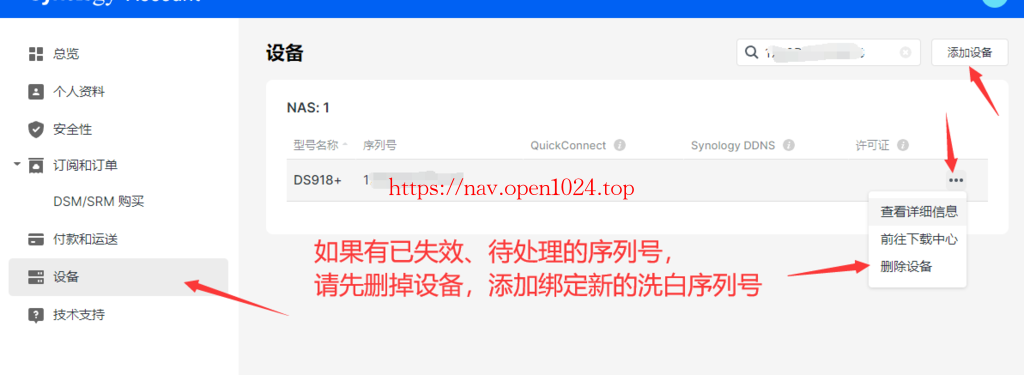 Synology Account
总览
个人资料
安全性
订阅和订单
DSM/SRM 购买
付款和运送
设备
技术支持
设备
添加设备
NAS: 1
型号名称 序列号 QuickConnect Synology DDNS 许可证
DS918+ 1
https://nav.open1024.top
查看详细信息
前往下载中心
删除设备
如果有已失效、待处理的序列号,
请先删掉设备，添加绑定新的洗白序列号